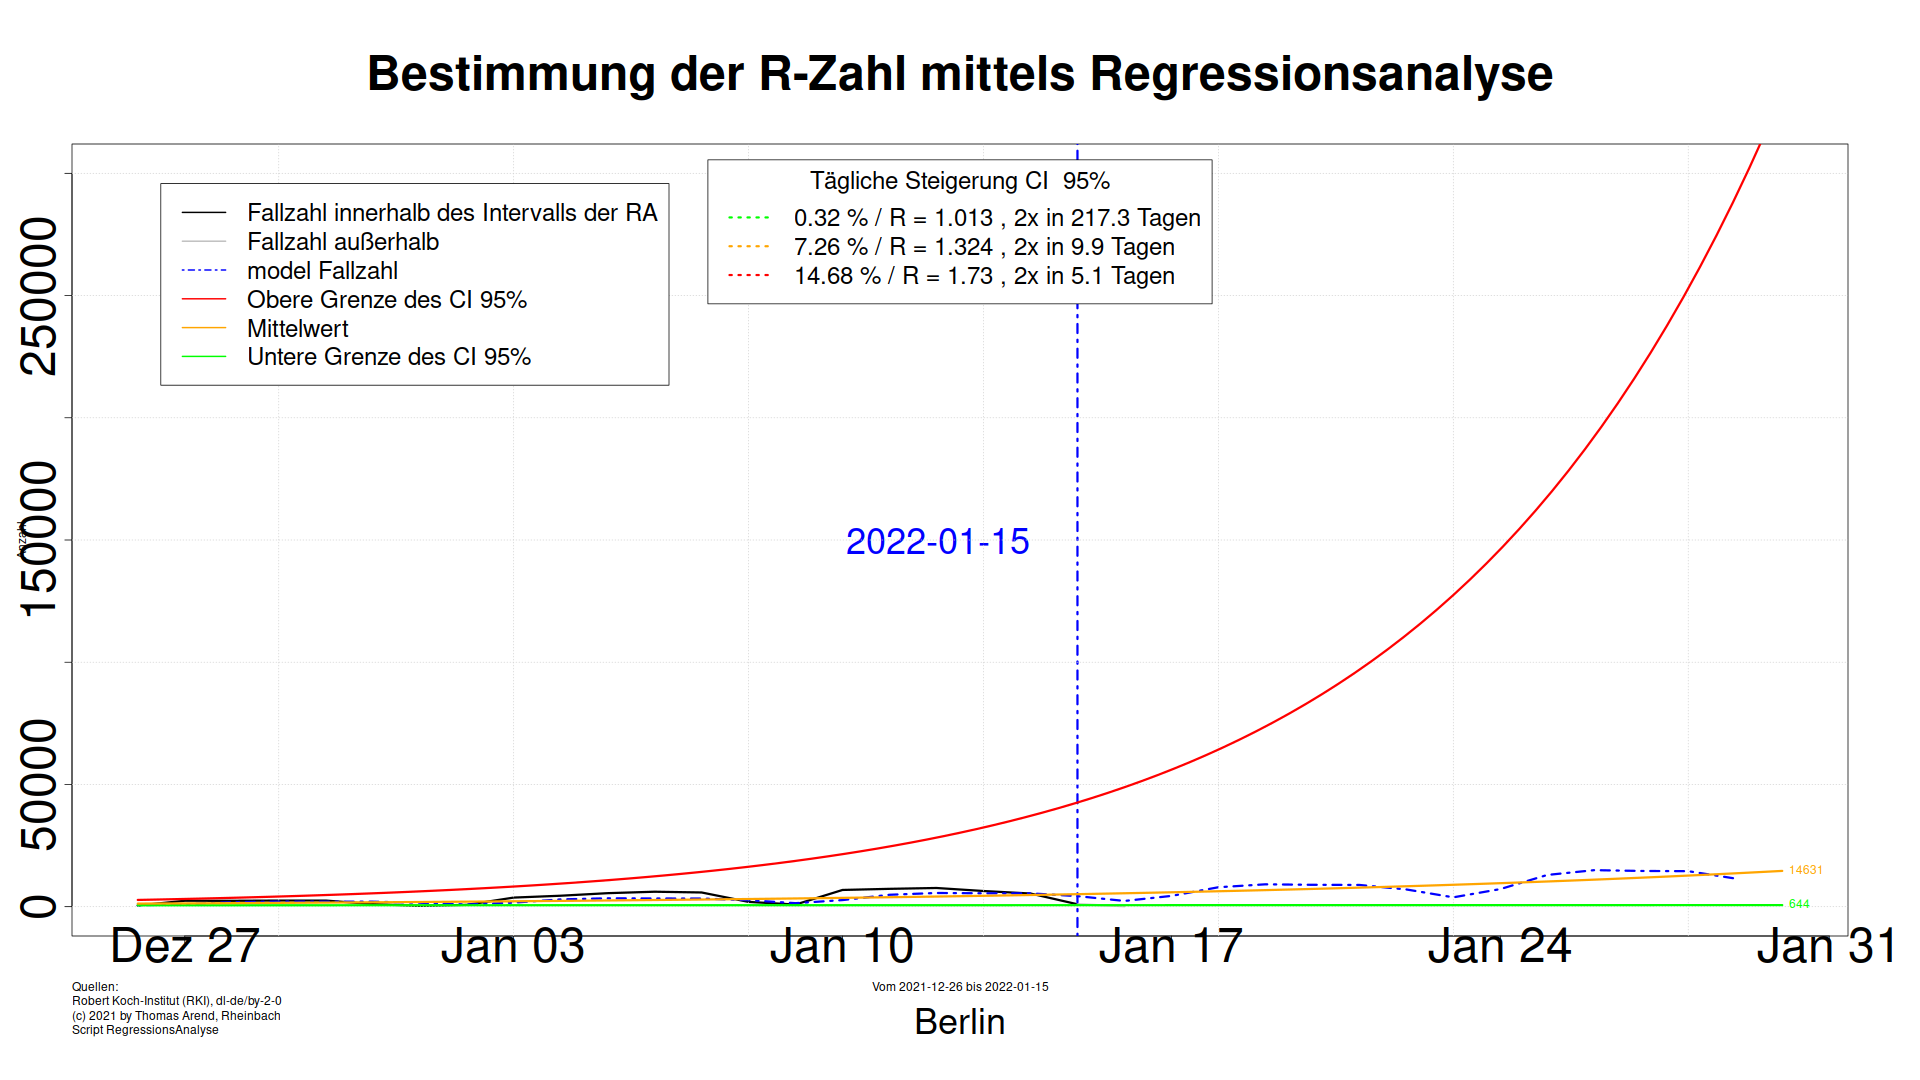 Bestimmung der R-Zahl mittels Regressionsanalyse
Fallzahl innerhalb des Intervalls der RA
Fallzahl außerhalb
model Fallzahl
Obere Grenze des CI 95%
Mittelwert
Untere Grenze des CI 95%
Tägliche Steigerung CI  95%
0.32 % / R = 1.013 , 2x in 217.3 Tagen
7.26 % / R = 1.324 , 2x in 9.9 Tagen
14.68 % / R = 1.73 , 2x in 5.1 Tagen
250000
150000
50000
0
Anzahl
2022-01-15
14631
644
Dez 27
Jan 03
Jan 10
Jan 17
Jan 24
Jan 31
Quellen:
Robert Koch-Institut (RKI), dl-de/by-2-0
(c) 2021 by Thomas Arend, Rheinbach
Script RegressionsAnalyse
Vom 2021-12-26 bis 2022-01-15
Berlin